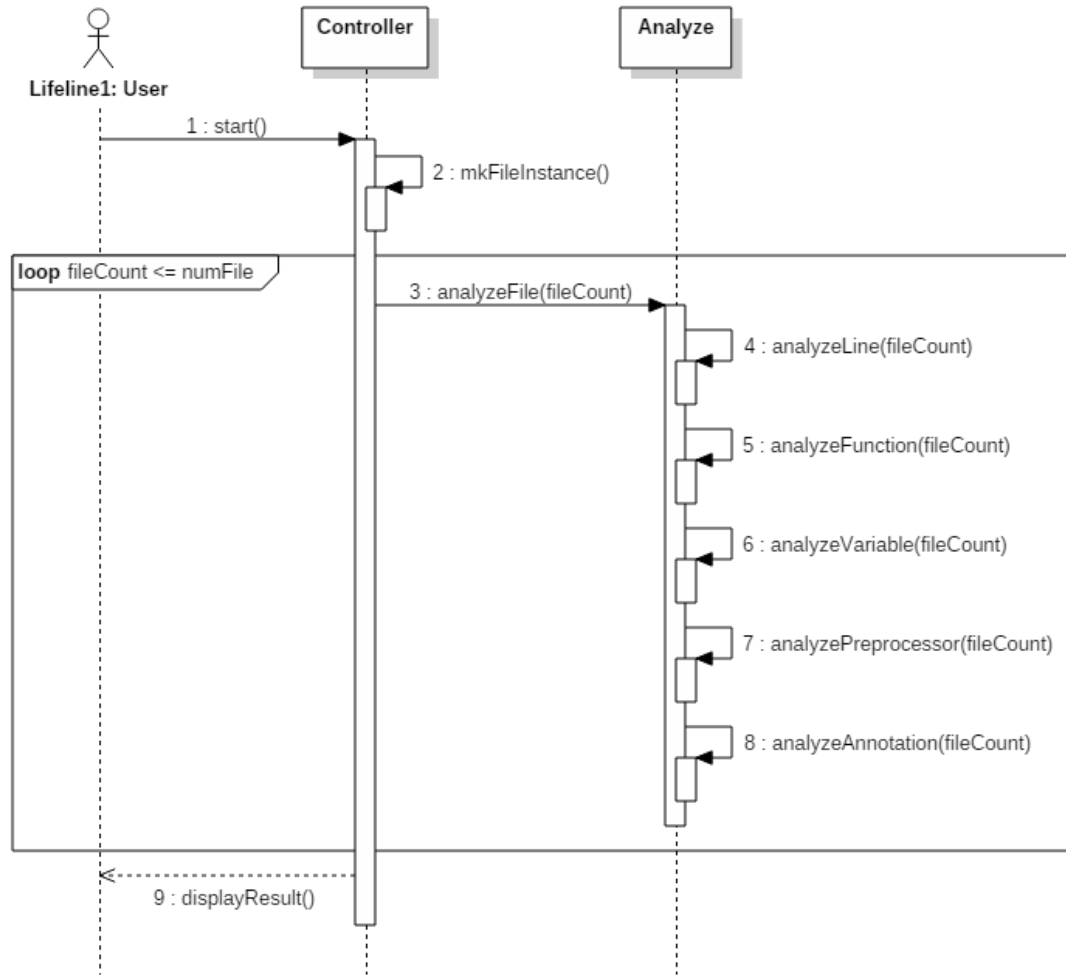 Controller
Analyze
Lifeline1: User
1 : start()
2 : mkFileInstance()
loop fileCount <= numFile
3 : analyzeFile(fileCount)
4 : analyzeLine(fileCount)
5 : analyzeFunction(fileCount)
6 : analyzeVariable(fileCount)
7 : analyzePreprocessor(fileCount)
8 : analyzeAnnotation(fileCount)
9 : displayResult()